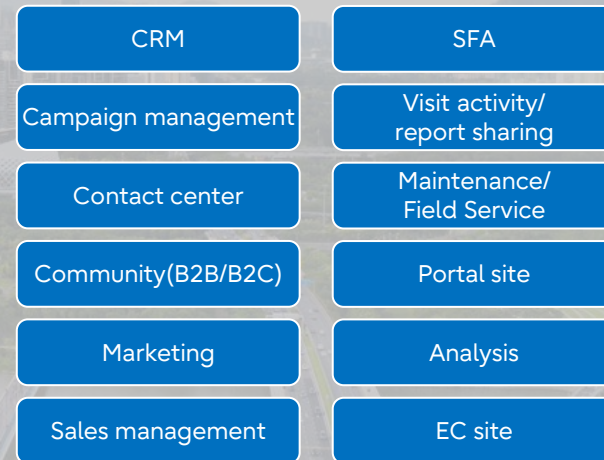 CRM
SFA
Campaign management
Visit activity/
report sharing
Contact center
Maintenance/
Field Service
Community(B2B/B2C)
Portal site
Marketing
Analysis
Sales management
EC site